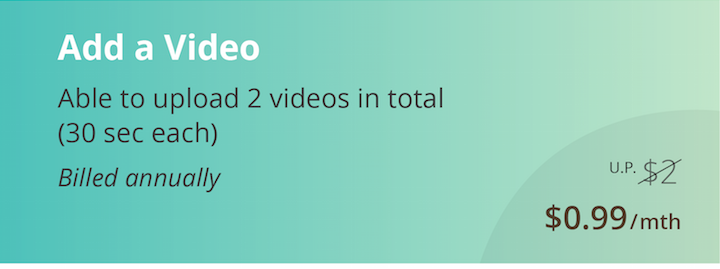 Add a Video
Able to upload 2 videos in total
(30 sec each)
Billed annually
U.P. $2
$0.99/mth